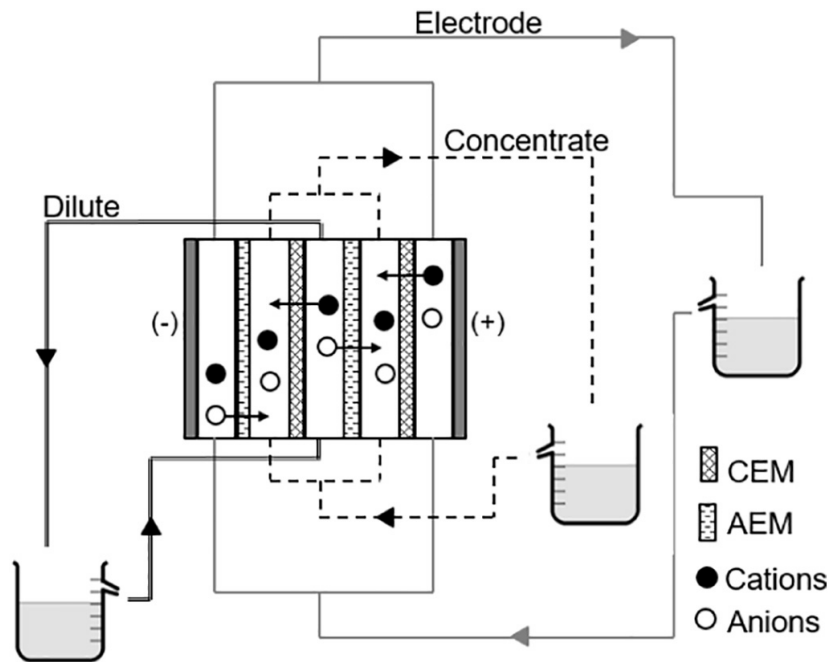 Electrode
Concentrate
Dilute
(-)
(+)
CEM
AEM
Cations
Anions